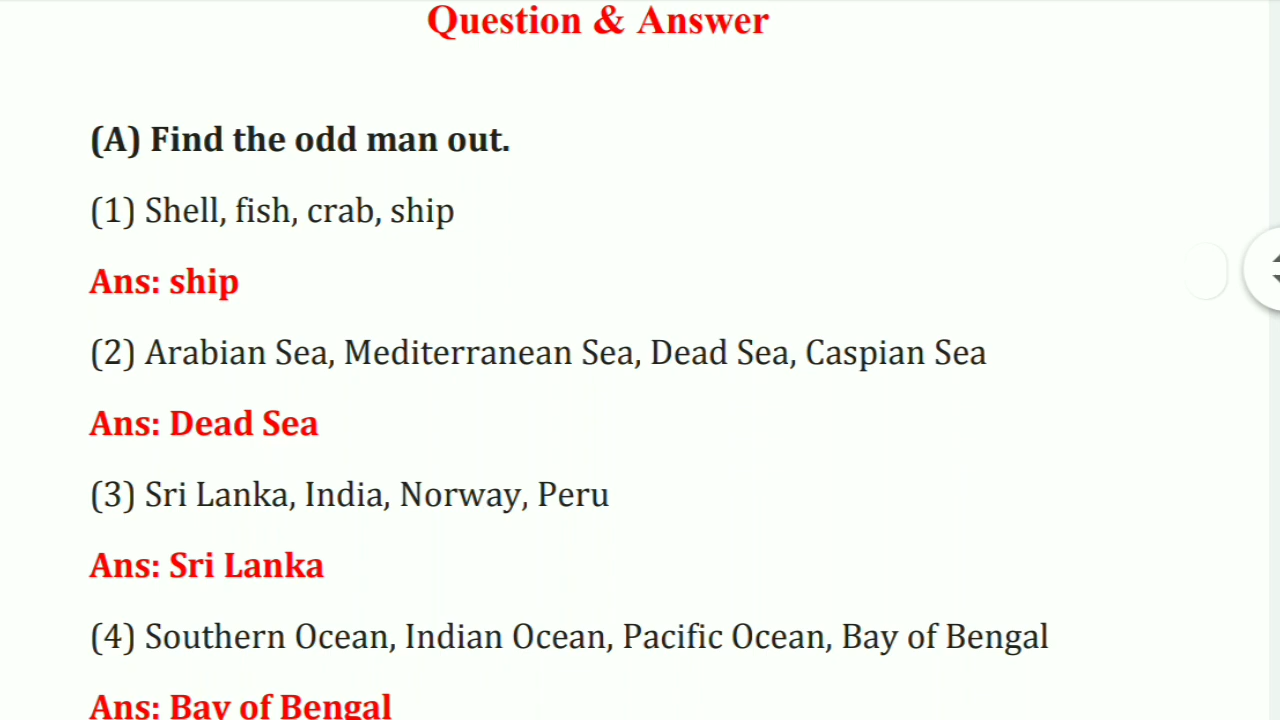 Question & Answer
(A) Find the odd man out.
(1) Shell, fish, crab, ship
Ans: ship
(2) Arabian Sea, Mediterranean Sea, Dead Sea, Caspian Sea
Ans: Dead Sea
(3) Sri Lanka, India, Norway, Peru
Ans: Sri Lanka
(4) Southern Ocean, Indian Ocean, Pacific Ocean, Bay of Bengal
Ans: Bay of Bengal